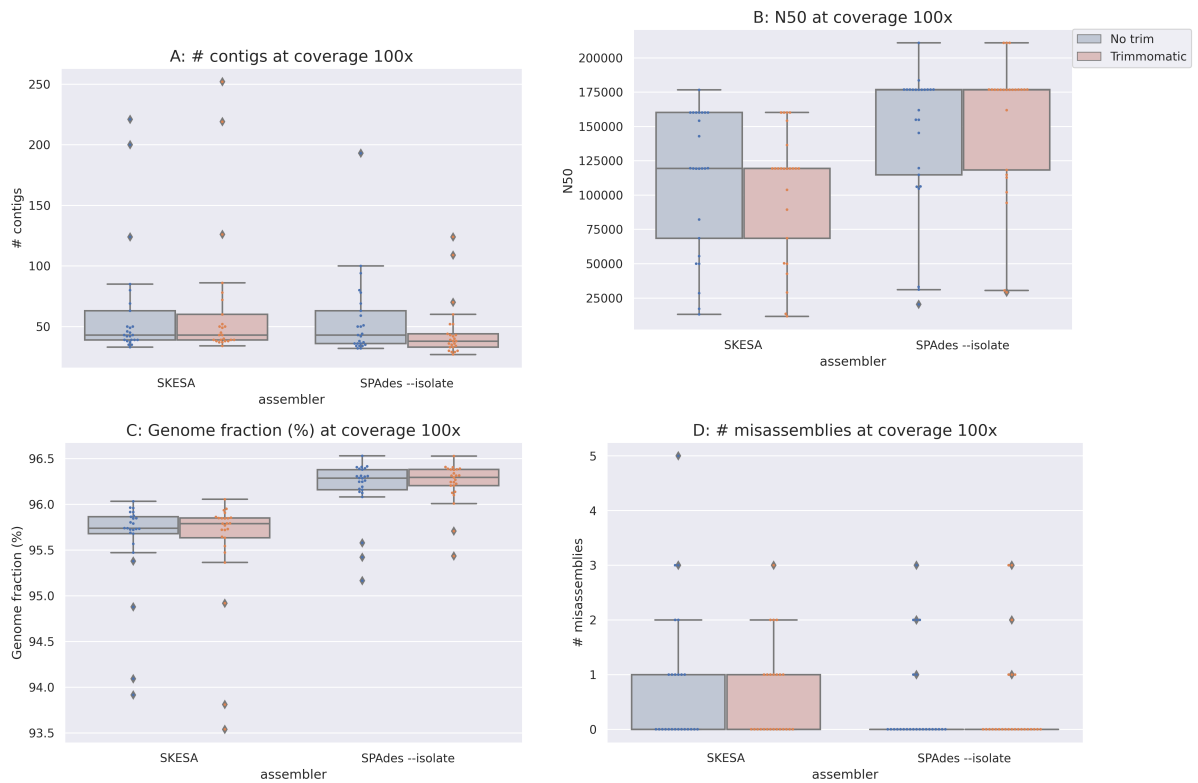 A: # contigs at coverage 100x
250
200
150
100
50
# contigs
SKESA
SPAdes --isolate
assembler
B: N50 at coverage 100x
200000
175000
150000
125000
100000
75000
50000
25000
N50
SKESA
SPAdes --isolate
assembler
No trim
Trimmomatic
C: Genome fraction (%) at coverage 100x
96.5
96.0
95.5
95.0
94.5
94.0
93.5
Genome fraction (%)
SKESA
SPAdes --isolate
assembler
D: # misassemblies at coverage 100x
5
4
3
2
1
0
# misassemblies
SKESA
SPAdes --isolate
assembler